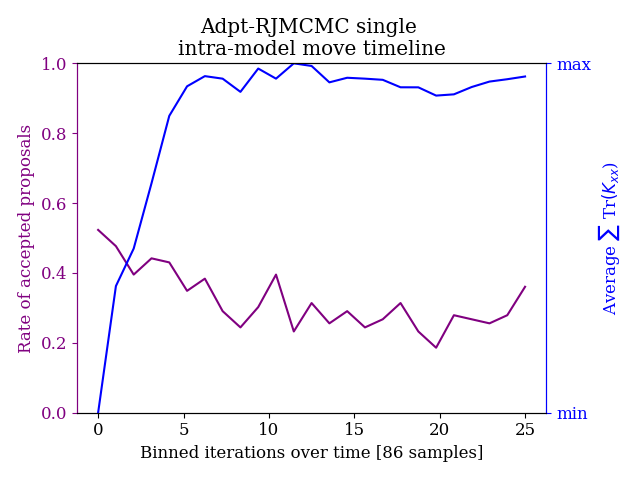 Adpt-RJMCMC single
intra-model move timeline
Rate of accepted proposals
1.0
0.8
0.6
0.4
0.2
0.0
0
5
10
15
20
25
Binned iterations over time [86 samples]
max
min
Average ∑ Tr(Kxx)